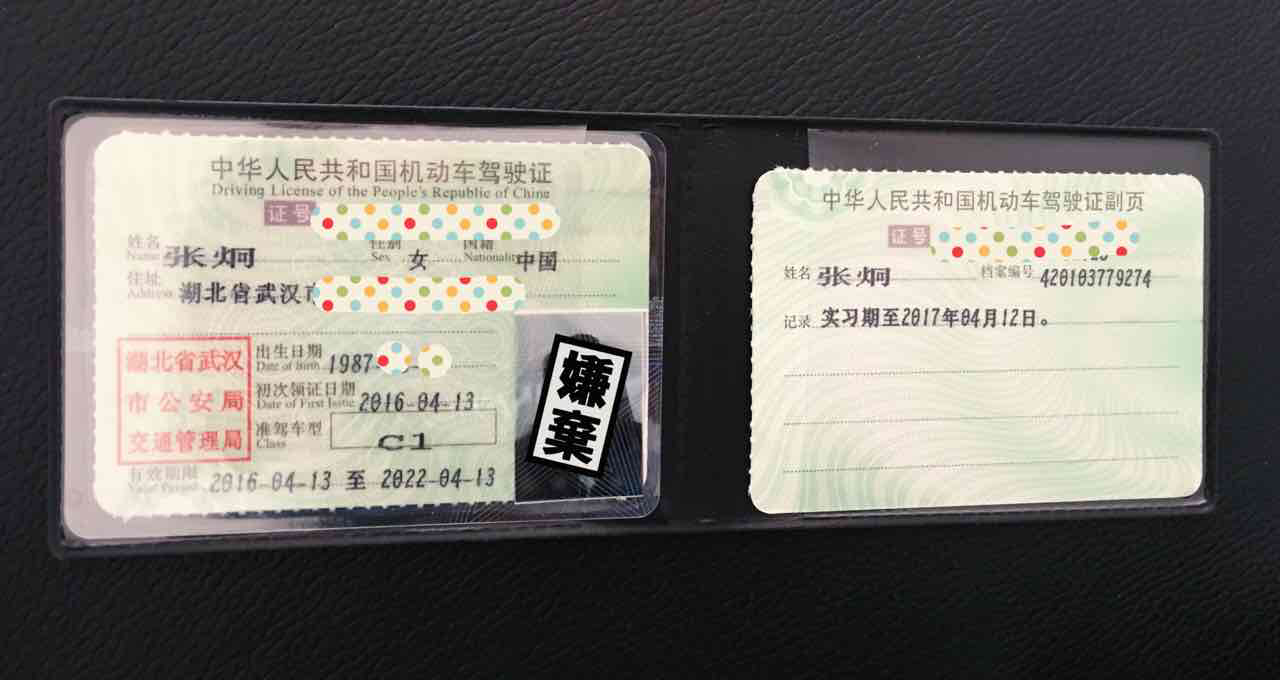 中华人民共和国机动车驾驶证
Driving License of the People's Republic of China
证号
姓名 张炯 性别 女 国籍 中国
Name Sex Nationality
住址 湖北省武汉市
Address
湖北省武汉
市公安局
交通管理局
出生日期 1987-
Date of Birth
初次领证日期 2016-04-13
Date of First Issue
准驾车型 C1
Class
有效期限 2016-04-13 至 2022-04-13
Valid Period
嫌棄
中华人民共和国机动车驾驶证副页
证号
姓名 张炯 档案编号 420103779274
记录 实习期至2017年04月12日。